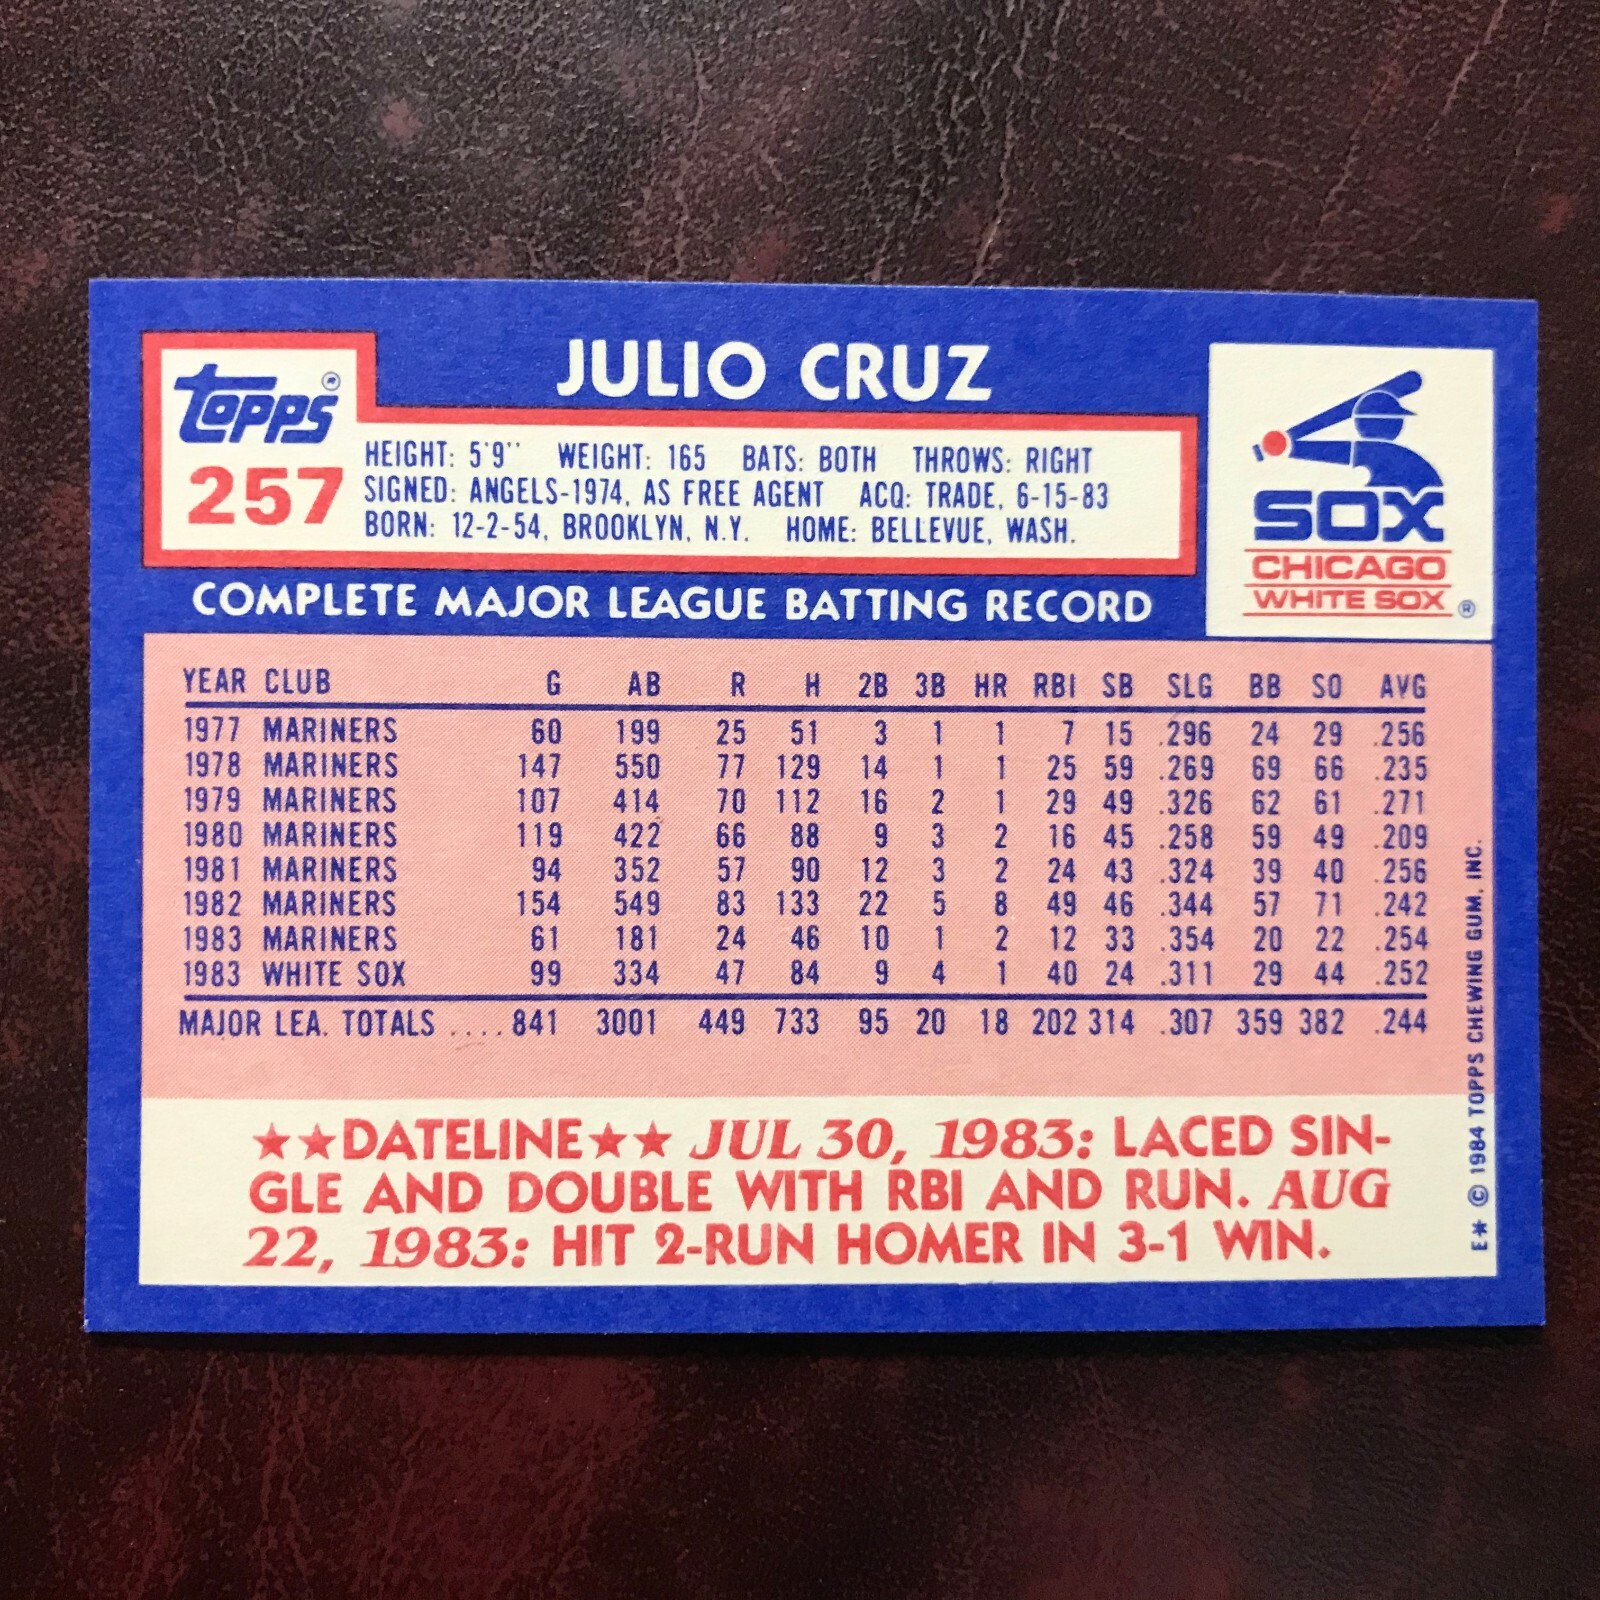 JULIO CRUZ
topps®
257
HEIGHT: 5'9'' WEIGHT: 165 BATS: BOTH THROWS: RIGHT
SIGNED: ANGELS-1974, AS FREE AGENT ACQ: TRADE, 6-15-83
BORN: 12-2-54, BROOKLYN, N.Y. HOME: BELLEVUE, WASH.
SOX
CHICAGO
WHITE SOX ®
COMPLETE MAJOR LEAGUE BATTING RECORD
YEAR CLUB G AB R H 2B 3B HR RBI SB SLG BB SO AVG
1977 MARINERS 60 199 25 51 3 1 1 7 15 .296 24 29 .256
1978 MARINERS 147 550 77 129 14 1 1 25 59 .269 69 66 .235
1979 MARINERS 107 414 70 112 16 2 1 29 49 .326 62 61 .271
1980 MARINERS 119 422 66 88 9 3 2 16 45 .258 59 49 .209
1981 MARINERS 94 352 57 90 12 3 2 24 43 .324 39 40 .256
1982 MARINERS 154 549 83 133 22 5 8 49 46 .344 57 71 .242
1983 MARINERS 61 181 24 46 10 1 2 12 33 .354 20 22 .254
1983 WHITE SOX 99 334 47 84 9 4 1 40 24 .311 29 44 .252
MAJOR LEA. TOTALS .... 841 3001 449 733 95 20 18 202 314 .307 359 382 .244
★★DATELINE★★ JUL 30, 1983: LACED SIN-
GLE AND DOUBLE WITH RBI AND RUN. AUG
22, 1983: HIT 2-RUN HOMER IN 3-1 WIN.
E* © 1984 TOPPS CHEWING GUM, INC.